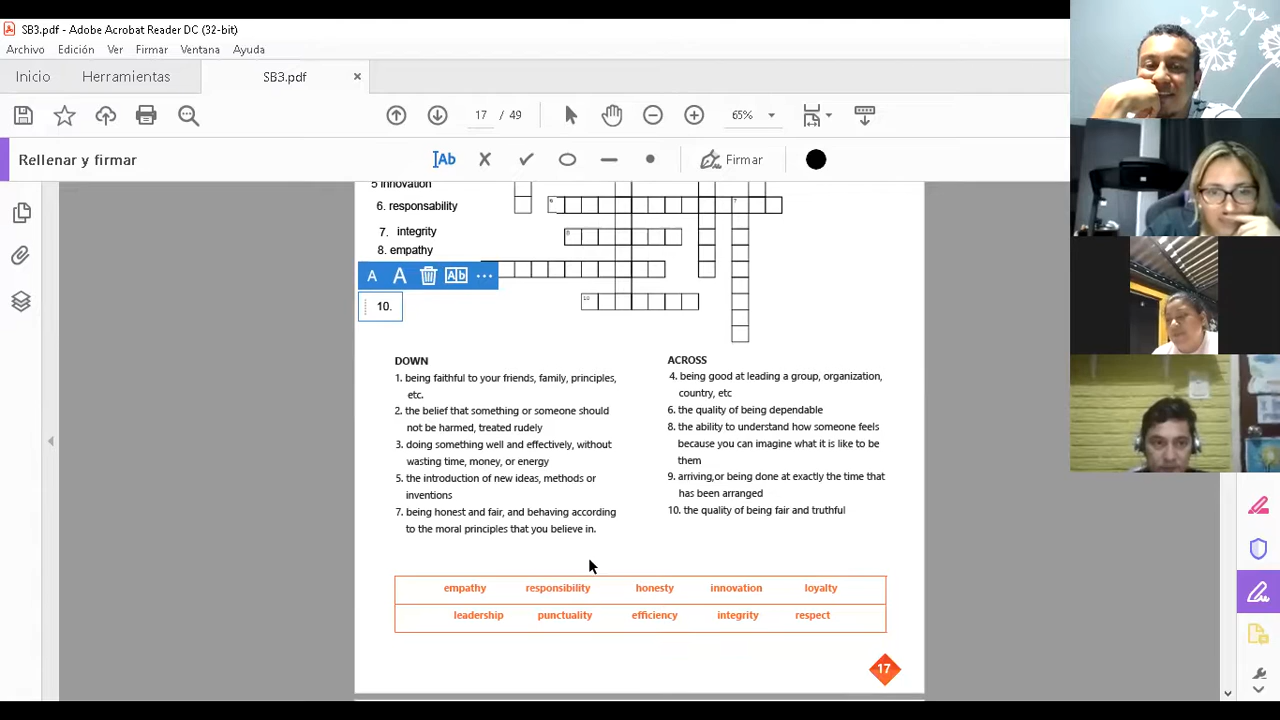 SB3.pdf - Adobe Acrobat Reader DC (32-bit)
Archivo Edición Ver Firmar Ventana Ayuda
Inicio Herramientas SB3.pdf ×
17 / 49 65%
Rellenar y firmar Ab Firmar
5 innovation
6. responsability
7. integrity
8. empathy
A A Ab ...
10.
6 7
8
10
DOWN
1. being faithful to your friends, family, principles,
etc.
2. the belief that something or someone should
not be harmed, treated rudely
3. doing something well and effectively, without
wasting time, money, or energy
5. the introduction of new ideas, methods or
inventions
7. being honest and fair, and behaving according
to the moral principles that you believe in.
ACROSS
4. being good at leading a group, organization,
country, etc
6. the quality of being dependable
8. the ability to understand how someone feels
because you can imagine what it is like to be
them
9. arriving,or being done at exactly the time that
has been arranged
10. the quality of being fair and truthful
empathy responsibility honesty innovation loyalty
leadership punctuality efficiency integrity respect
17